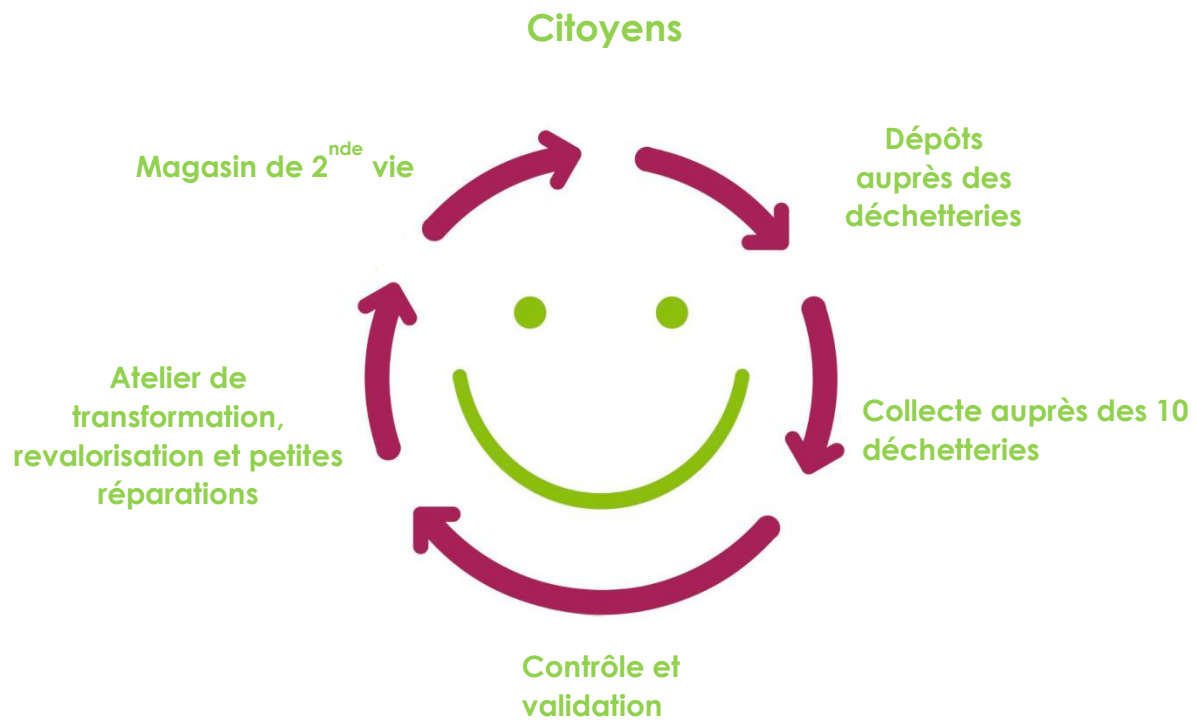 Citoyens
Magasin de 2nde vie
Dépôts
auprès des
déchetteries
Atelier de
transformation,
revalorisation et petites
réparations
Collecte auprès des 10
déchetteries
Contrôle et
validation